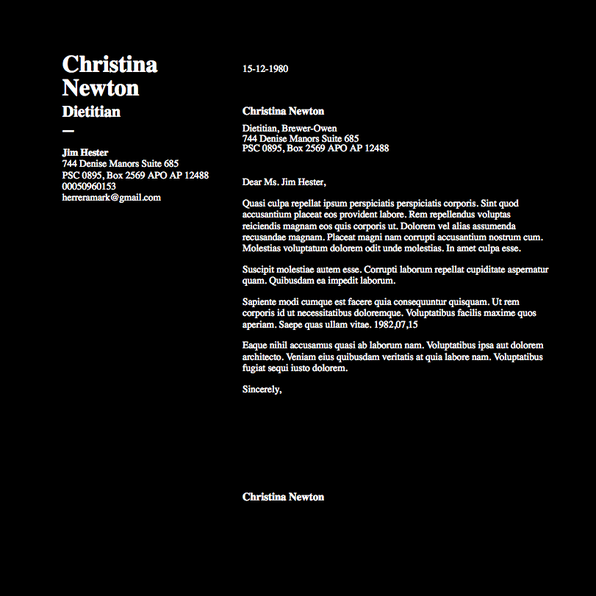 Christina
Newton
Dietitian
—
Jim Hester
744 Denise Manors Suite 685
PSC 0895, Box 2569 APO AP 12488
00050960153
herreramark@gmail.com
15-12-1980
Christina Newton
Dietitian, Brewer-Owen
744 Denise Manors Suite 685
PSC 0895, Box 2569 APO AP 12488
Dear Ms. Jim Hester,
Quasi culpa repellat ipsum perspiciatis perspiciatis corporis. Sint quod
accusantium placeat eos provident labore. Rem repellendus voluptas
reiciendis magnam eos quis corporis ut. Dolorem vel alias assumenda
recusandae magnam. Placeat magni nam corrupti accusantium nostrum cum.
Molestias voluptatum dolorem odit unde molestias. In amet culpa esse.
Suscipit molestiae autem esse. Corrupti laborum repellat cupiditate aspernatur
quam. Quibusdam ea impedit laborum.
Sapiente modi cumque est facere quia consequuntur quisquam. Ut rem
corporis id ut necessitatibus doloremque. Voluptatibus facilis maxime quos
aperiam. Saepe quas ullam vitae. 1982,07,15
Eaque nihil accusamus quasi ab laborum nam. Voluptatibus ipsa aut dolorem
architecto. Veniam eius quibusdam veritatis at quia labore nam. Voluptatibus
fugiat sequi iusto dolorem.
Sincerely,
Christina Newton